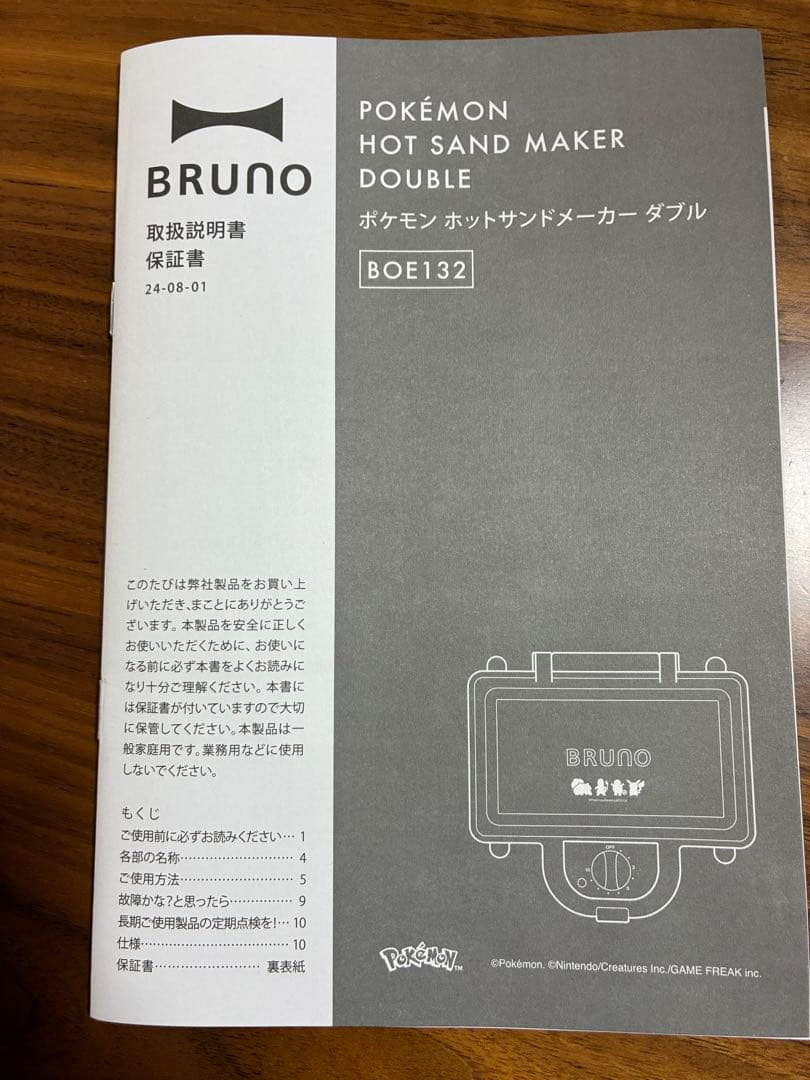 BRUNO
取扱説明書
保証書
24-08-01
POKÉMON
HOT SAND MAKER
DOUBLE
ポケモン ホットサンドメーカー ダブル
BOE132
このたびは弊社製品をお買い上
げいただき、まことにありがとうご
ざいます。本製品を安全に正しく
お使いいただくために、お使いに
なる前に必ず本書をよくお読みに
なり十分ご理解ください。本書に
は保証書が付いていますので大切
に保管してください。本製品は一
般家庭用です。業務用などに使用
しないでください。
もくじ
ご使用前に必ずお読みください… 1
各部の名称……………………… 4
ご使用方法……………………… 5
故障かな?と思ったら…………… 9
長期ご使用製品の定期点検を!… 10
仕様……………………………… 10
保証書…………………… 裏表紙
BRUNO
OFF
POKéMON™
©Pokémon. ©Nintendo/Creatures Inc./GAME FREAK inc.